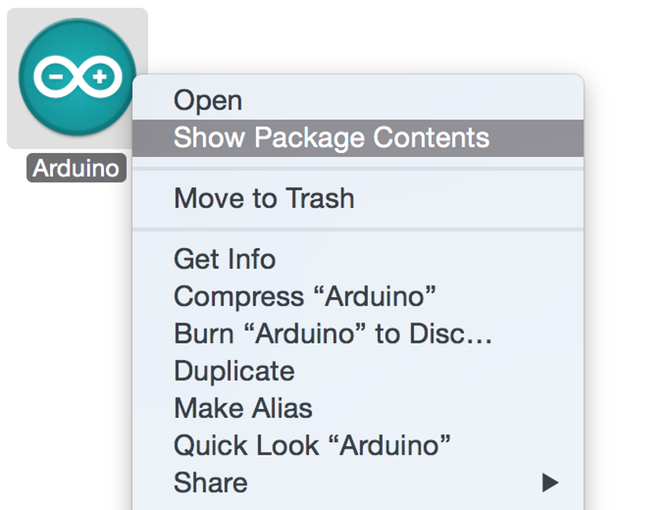 Arduino
Open
Show Package Contents
Move to Trash
Get Info
Compress “Arduino”
Burn “Arduino” to Disc…
Duplicate
Make Alias
Quick Look “Arduino”
Share